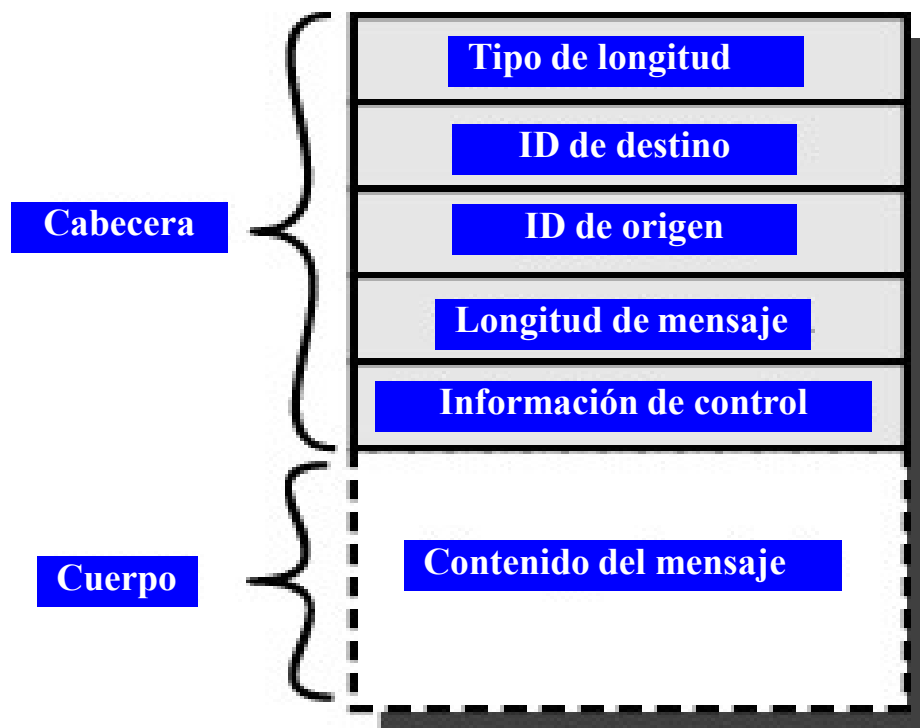 Tipo de longitud
ID de destino
Cabecera
ID de origen
Longitud de mensaje
Información de control
Cuerpo
Contenido del mensaje